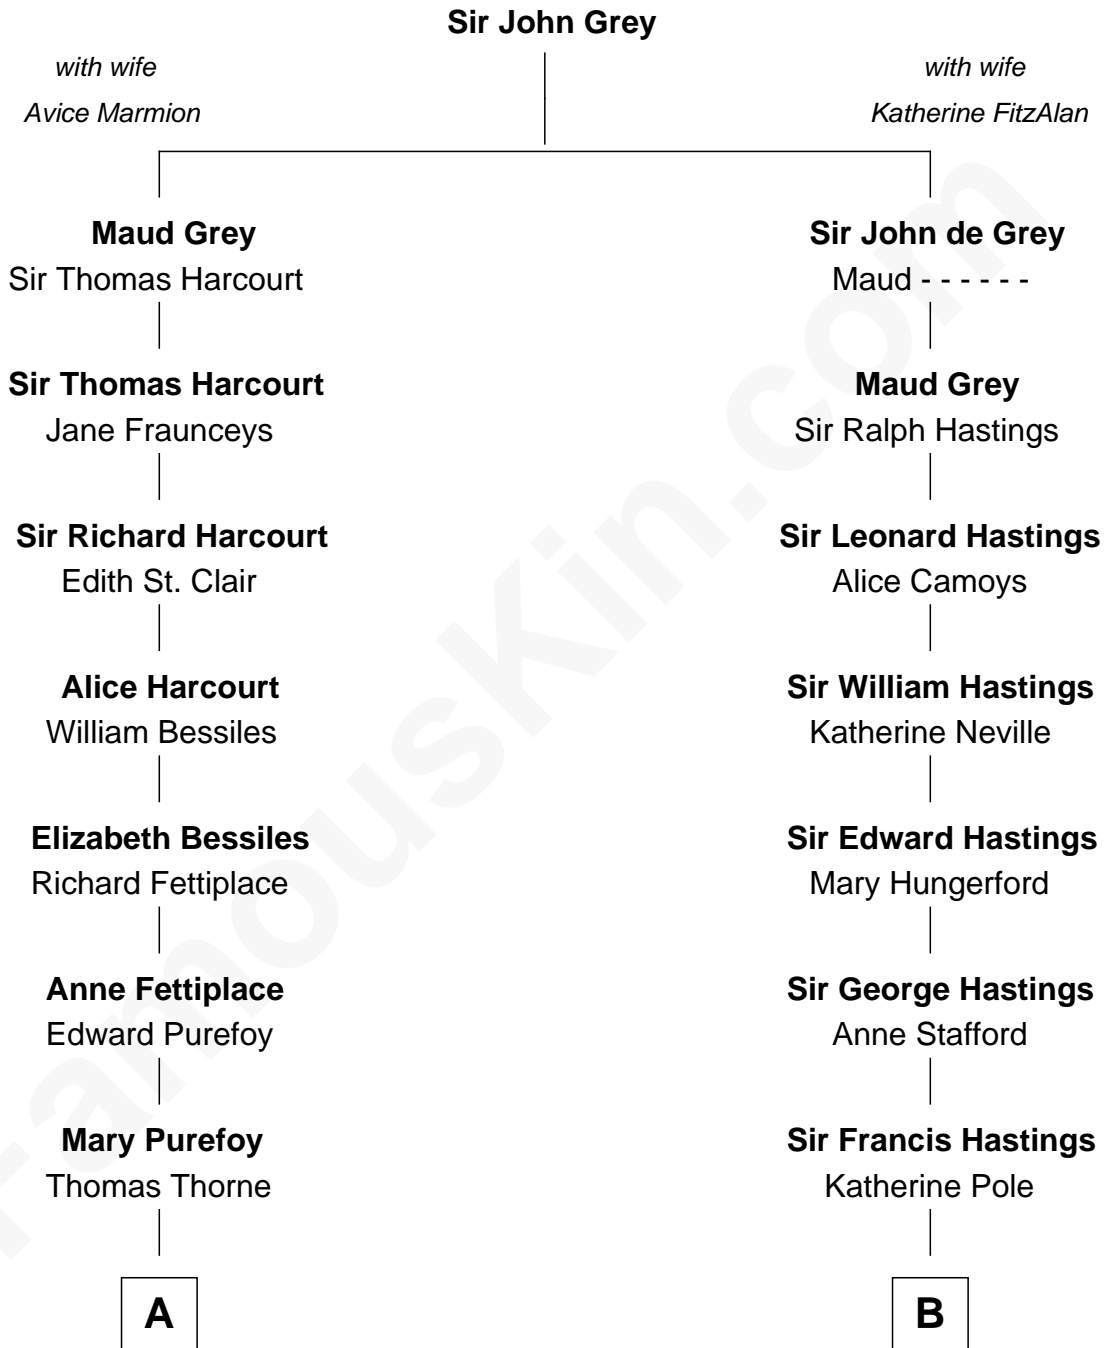 Sir John Grey
with wife
Avice Marmion
with wife
Katherine FitzAlan
Maud Grey
Sir Thomas Harcourt
Sir John de Grey
Maud - - - - - -
Sir Thomas Harcourt
Jane Fraunceys
Maud Grey
Sir Ralph Hastings
Sir Richard Harcourt
Edith St. Clair
Sir Leonard Hastings
Alice Camoys
Alice Harcourt
William Bessiles
Sir William Hastings
Katherine Neville
Elizabeth Bessiles
Richard Fettiplace
Sir Edward Hastings
Mary Hungerford
Anne Fettiplace
Edward Purefoy
Sir George Hastings
Anne Stafford
Mary Purefoy
Thomas Thorne
Sir Francis Hastings
Katherine Pole
A
B
FamousKin.com